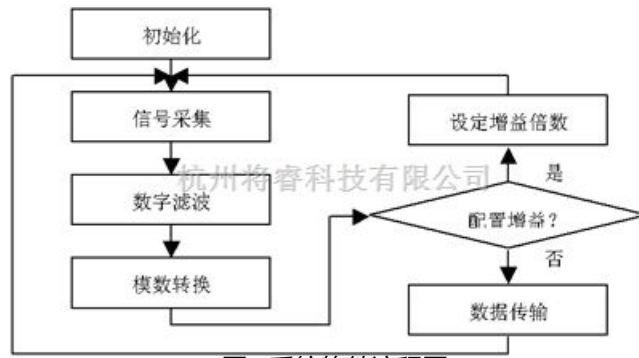 初始化
信号采集
数字滤波
模数转换
配置增益?
是
设定增益倍数
否
数据传输
杭州将睿科技有限公司